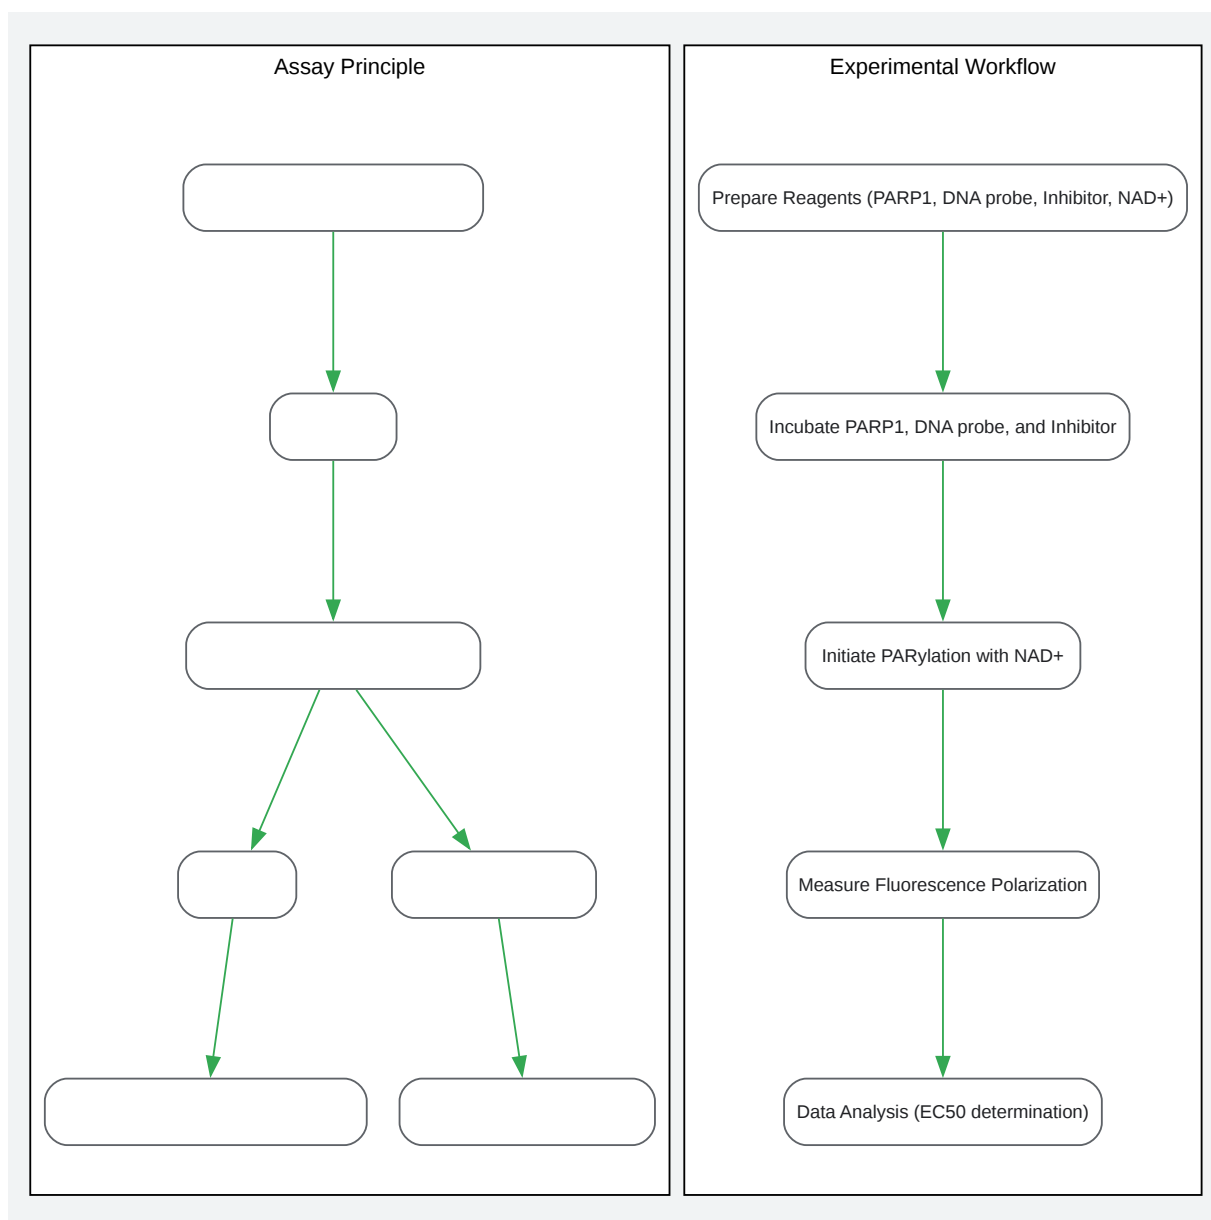 Assay Principle
Experimental Workflow
Prepare Reagents (PARP1, DNA probe, Inhibitor, NAD+)
Incubate PARP1, DNA probe, and Inhibitor
Initiate PARylation with NAD+
Measure Fluorescence Polarization
Data Analysis (EC50 determination)